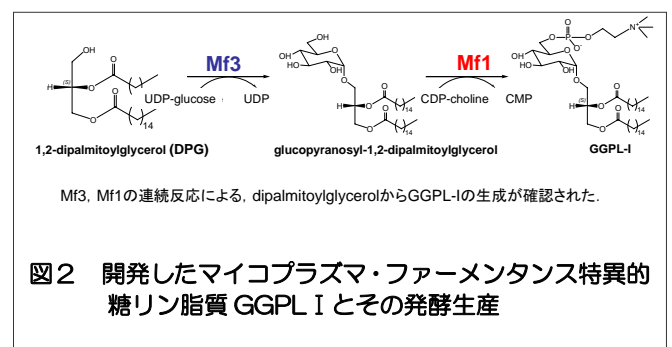 Mf3
Mf1
UDP-glucose UDP
CDP-choline CMP
1,2-dipalmitoylglycerol (DPG)
glucopyranosyl-1,2-dipalmitoylglycerol
GGPL-I
Mf3, Mf1の連続反応による, dipalmitoylglycerolからGGPL-Iの生成が確認された.
図2 開発したマイコプラズマ・ファーメンタンス特異的
糖リン脂質 GGPL Ⅰ とその発酵生産